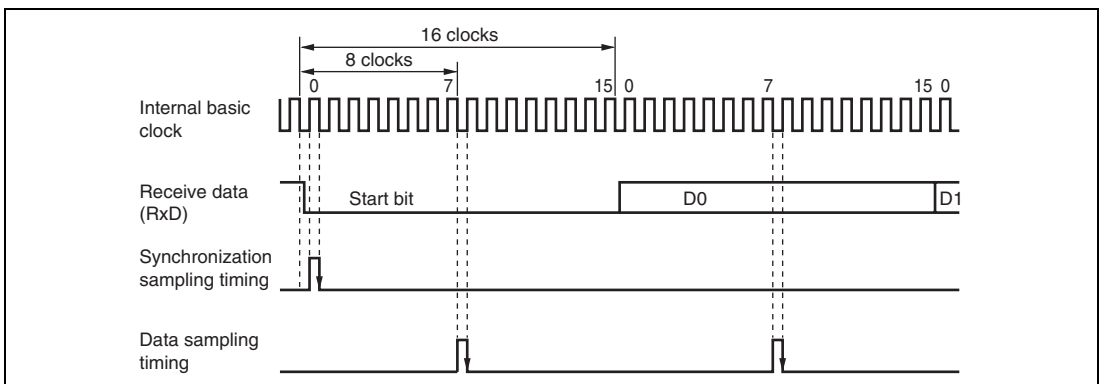 16 clocks
8 clocks
0 7 15 0 7 15 0
Internal basic
clock
Receive data
(RxD)
Start bit D0 D1
Synchronization
sampling timing
Data sampling
timing